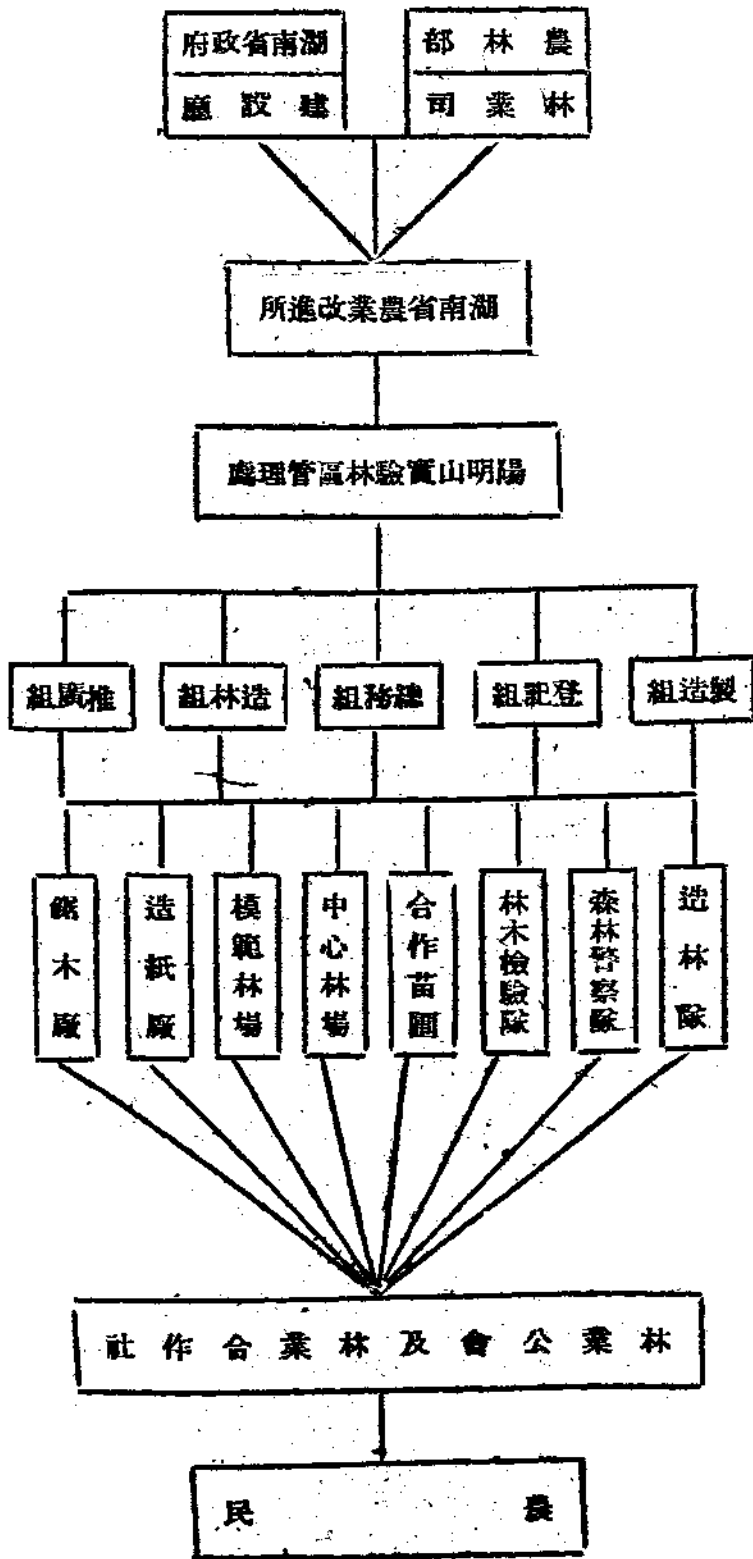 農林部
林業司
湖南省政府
建設廳
湖南省農業改進所
陽明山實驗林區管理處
製造組
登記組
總務組
造林組
推廣組
造林隊
森林警察隊
林木檢驗隊
合作苗圃
中心林場
模範林場
造紙廠
鋸木廠
林業公會及林業合作社
農民